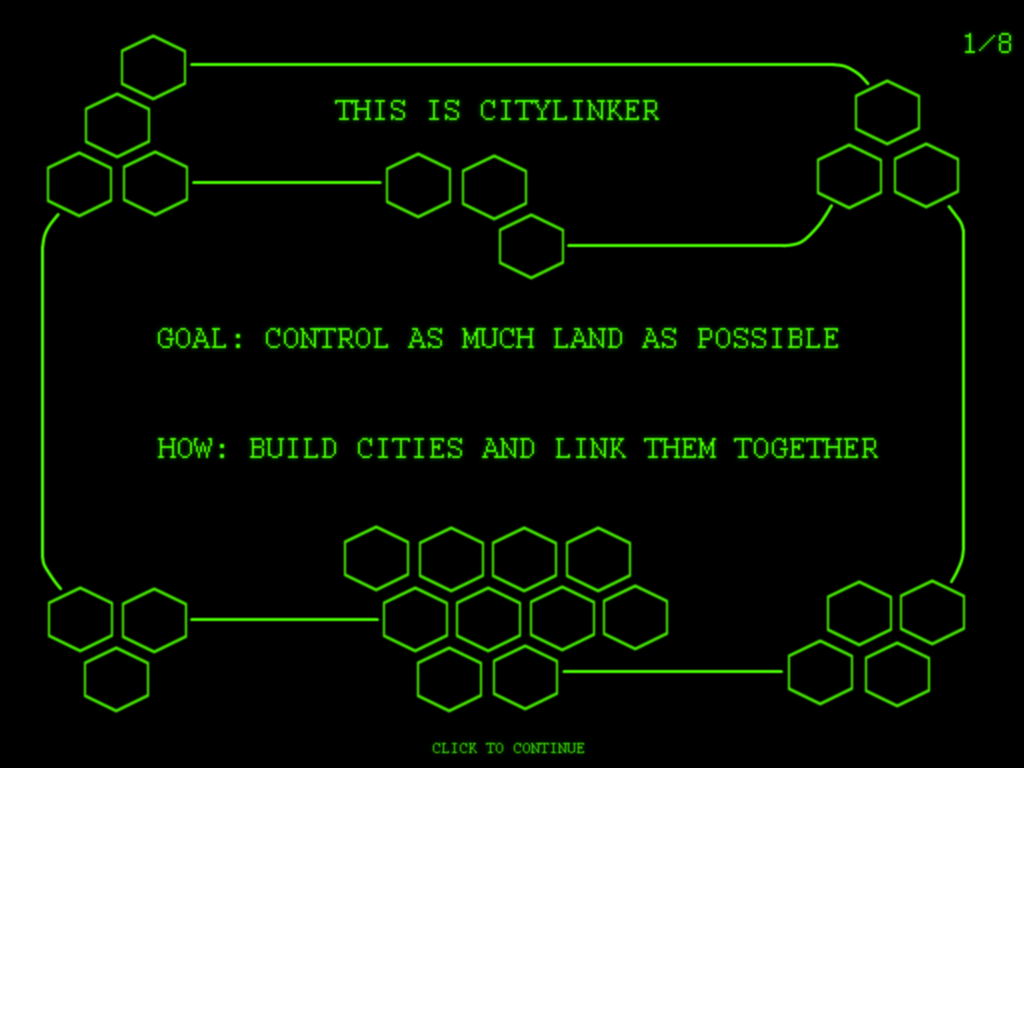 1/8
THIS IS CITYLINKER
GOAL: CONTROL AS MUCH LAND AS POSSIBLE
HOW: BUILD CITIES AND LINK THEM TOGETHER
CLICK TO CONTINUE